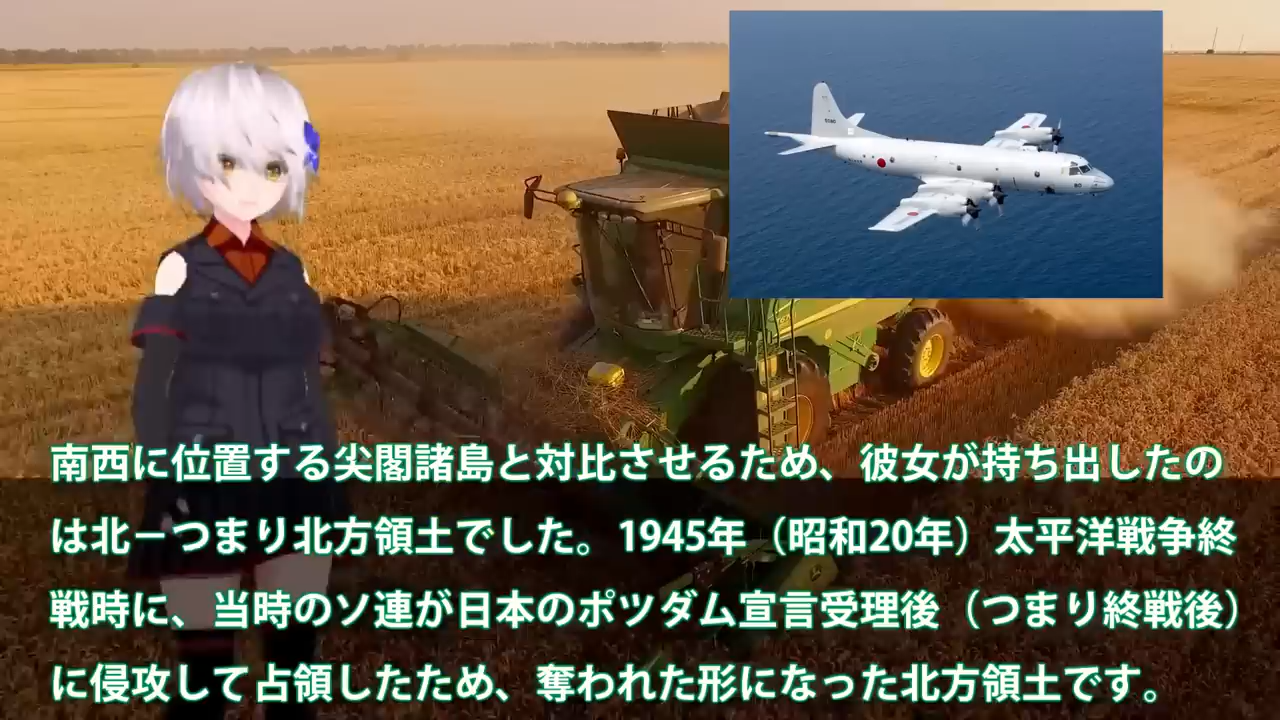 南西に位置する尖閣諸島と対比させるため、彼女が持ち出したの
は北－つまり北方領土でした。1945年（昭和20年）太平洋戦争終
戦時に、当時のソ連が日本のポツダム宣言受理後（つまり終戦後）
に侵攻して占領したため、奪われた形になった北方領土です。